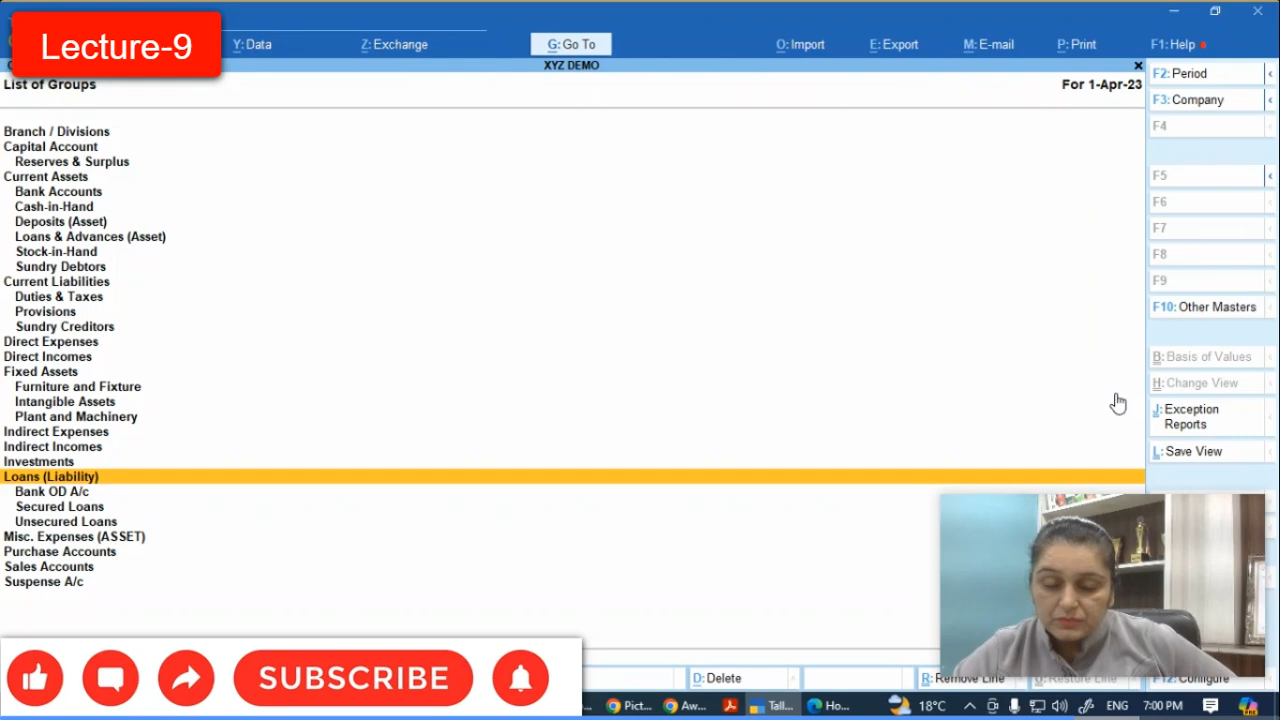 Lecture-9
Y: Data
Z: Exchange
G: Go To
O: Import
E: Export
M: E-mail
P: Print
F1: Help
XYZ DEMO
List of Groups
For 1-Apr-23
Branch / Divisions
Capital Account
Reserves & Surplus
Current Assets
Bank Accounts
Cash-in-Hand
Deposits (Asset)
Loans & Advances (Asset)
Stock-in-Hand
Sundry Debtors
Current Liabilities
Duties & Taxes
Provisions
Sundry Creditors
Direct Expenses
Direct Incomes
Fixed Assets
Furniture and Fixture
Intangible Assets
Plant and Machinery
Indirect Expenses
Indirect Incomes
Investments
Loans (Liability)
Bank OD A/c
Secured Loans
Unsecured Loans
Misc. Expenses (ASSET)
Purchase Accounts
Sales Accounts
Suspense A/c
F2: Period
F3: Company
F4
F5
F6
F7
F8
F9
F10: Other Masters
B: Basis of Values
H: Change View
J: Exception
Reports
L: Save View
SUBSCRIBE
D: Delete
R: Remove Line
U: Restore Line
F12: Configure
Pict...
Aw...
Tall...
Ho...
18°C
ENG
7:00 PM